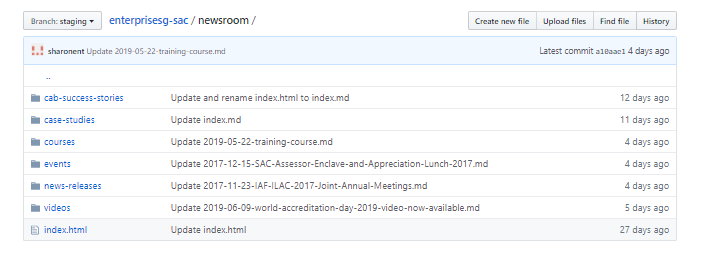 Branch: staging enterprisesg-sac / newsroom / Create new file Upload files Find file History
sharonent Update 2019-05-22-training-course.md Latest commit a10aae1 4 days ago
..
cab-success-stories Update and rename index.html to index.md 12 days ago
case-studies Update index.md 11 days ago
courses Update 2019-05-22-training-course.md 4 days ago
events Update 2017-12-15-SAC-Assessor-Enclave-and-Appreciation-Lunch-2017.md 4 days ago
news-releases Update 2017-11-23-IAF-ILAC-2017-Joint-Annual-Meetings.md 4 days ago
videos Update 2019-06-09-world-accreditation-day-2019-video-now-available.md 5 days ago
index.html Update index.html 27 days ago